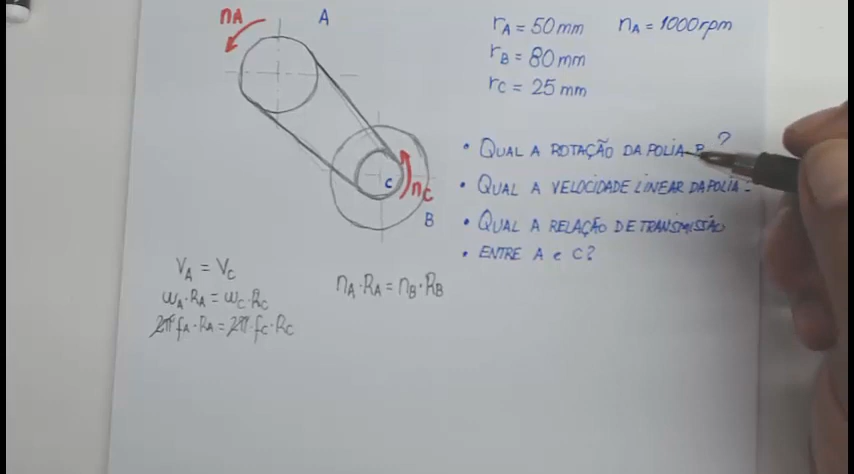 nA
A
C
nC
B
rA = 50mm nA = 1000rpm
rB = 80mm
rC = 25mm
• QUAL A ROTAÇÃO DA POLIA ?
• QUAL A VELOCIDADE LINEAR DA POLIA
• QUAL A RELAÇÃO DE TRANSMISSÃO
• ENTRE A e C?
VA = VC
ωA·RA = ωC·RC
2π fA·RA = 2π·fC·RC
nA·RA = nB·RB